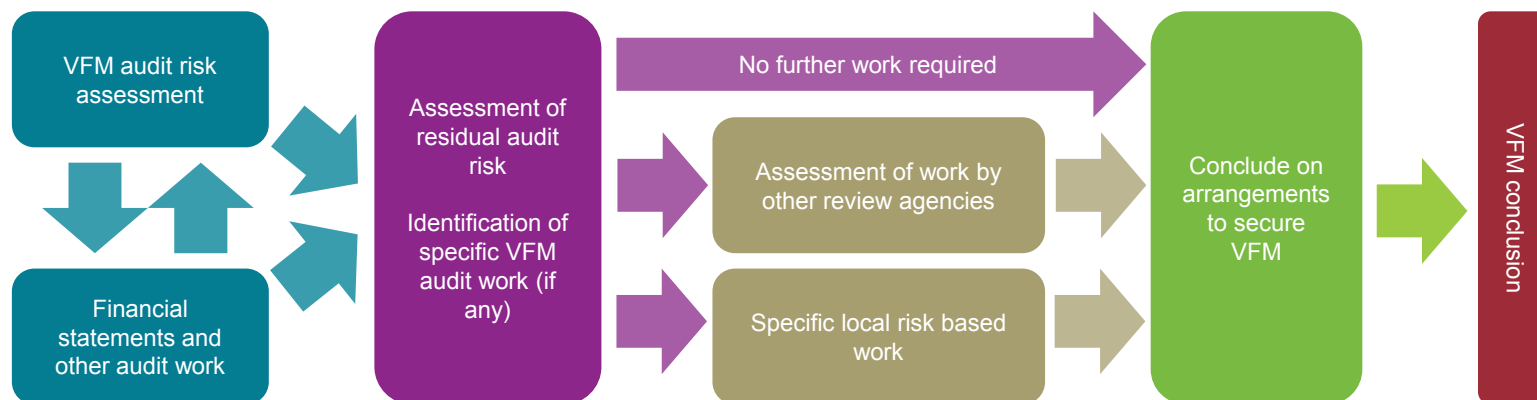 VFM audit risk
assessment
Financial
statements and
other audit work
Assessment of
residual audit
risk
Identification of
specific VFM
audit work (if
any)
No further work required
Assessment of work by
other review agencies
Specific local risk based
work
Conclude on
arrangements
to secure
VFM
VFM conclusion